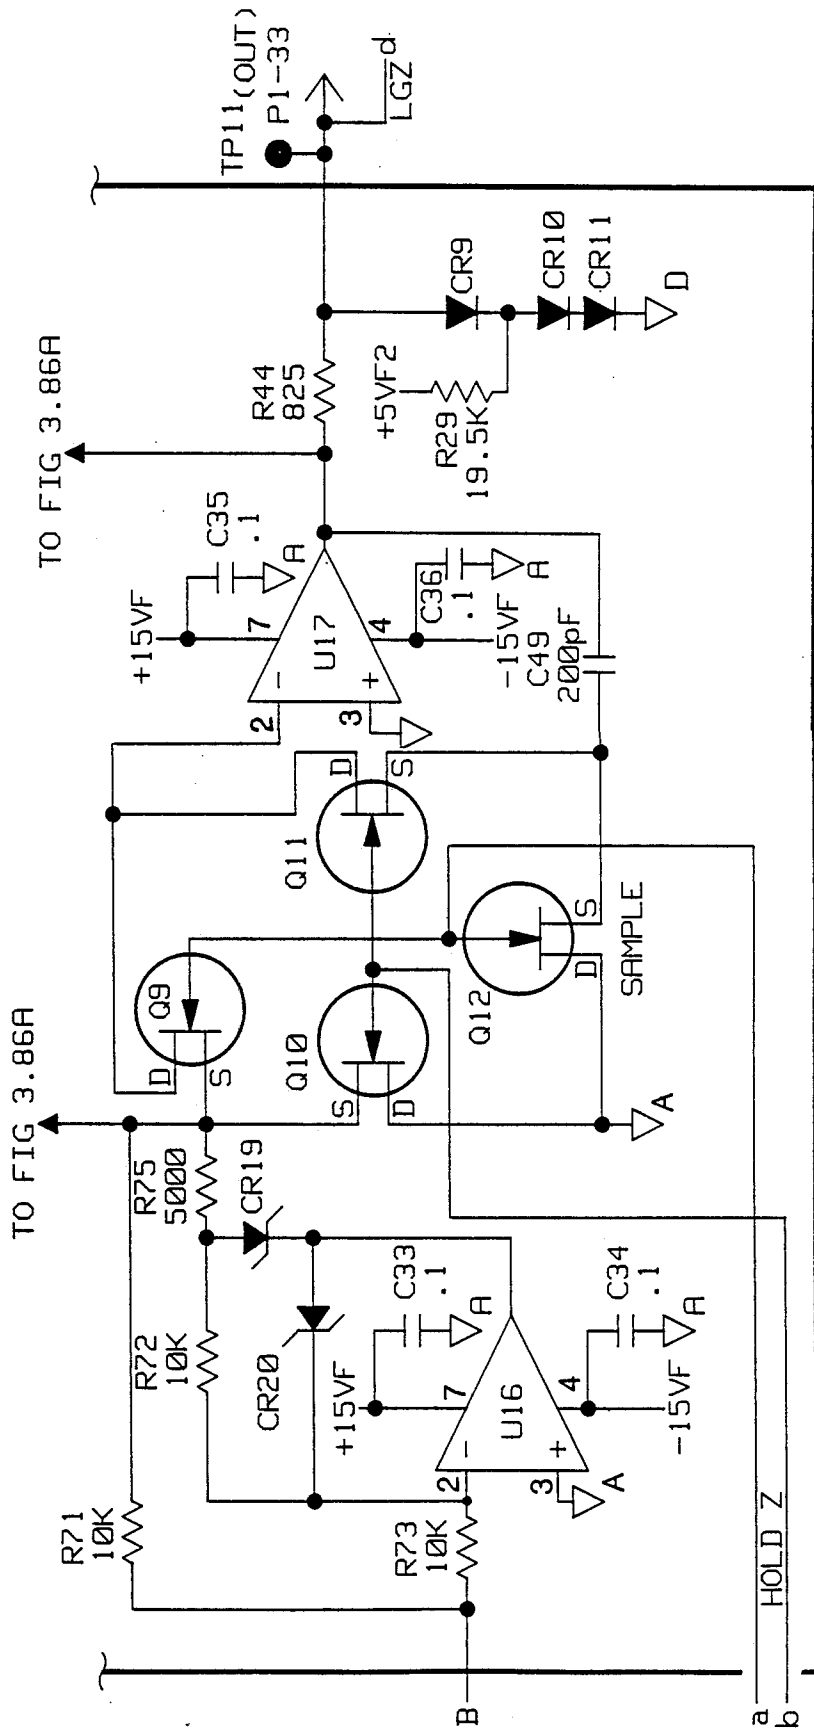 TO FIG 3.86A
TO FIG 3.86A
TP11(OUT)
P1-33
LGZ d
R44
825
CR9
CR10
CR11
D
+5VF2
R29
19.5K
+15VF
C35
.1
A
7
2
-
U17
+
3
4
C36
.1
A
-15VF
C49
200pF
Q11
D
S
Q9
D
S
Q10
S
D
Q12
D
S
SAMPLE
A
R75
5000
CR19
R72
10K
CR20
R71
10K
R73
10K
+15VF
C33
.1
A
7
2
-
U16
+
3
A
4
C34
.1
A
-15VF
B
a
HOLD Z
b